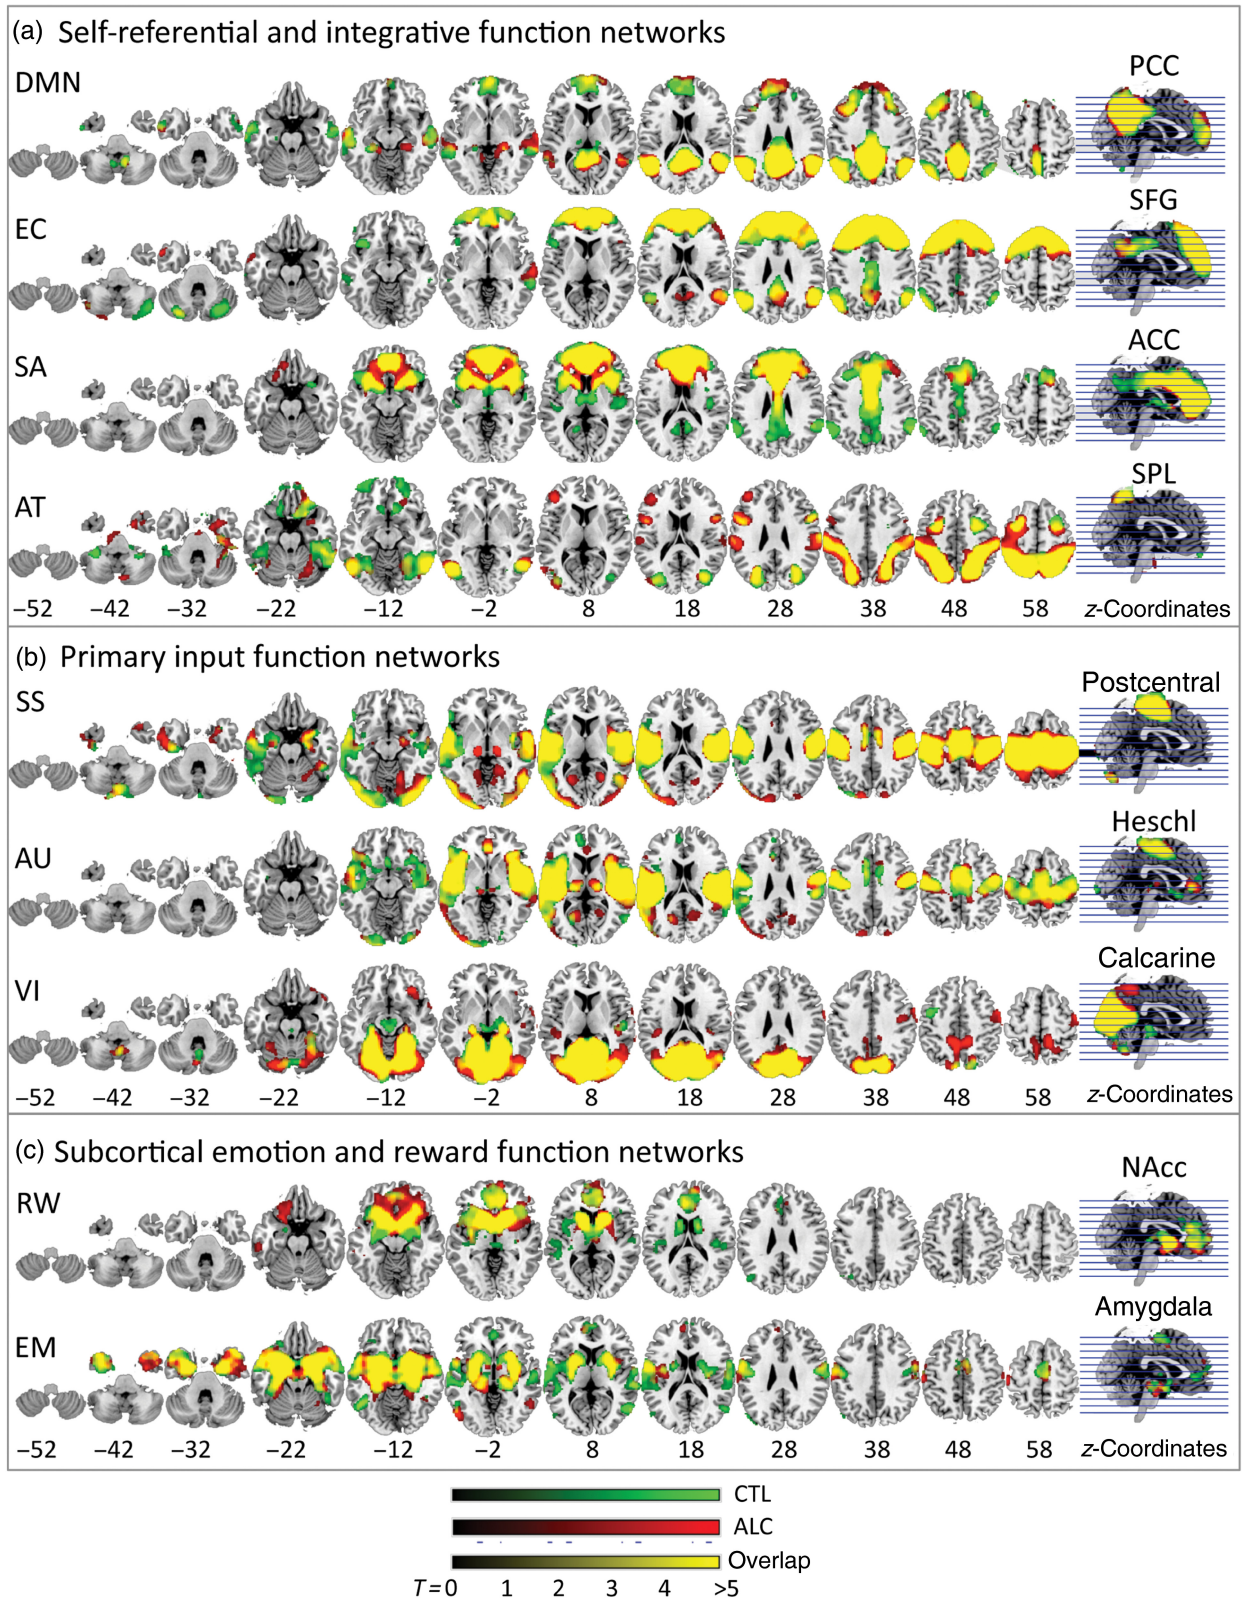 (a) Self-referential and integrative function networks
DMN
PCC
EC
SFG
SA
ACC
AT
SPL
−52 −42 −32 −22 −12 −2 8 18 28 38 48 58 z-Coordinates
(b) Primary input function networks
SS
Postcentral
AU
Heschl
VI
Calcarine
−52 −42 −32 −22 −12 −2 8 18 28 38 48 58 z-Coordinates
(c) Subcortical emotion and reward function networks
RW
NAcc
EM
Amygdala
−52 −42 −32 −22 −12 −2 8 18 28 38 48 58 z-Coordinates
CTL
ALC
Overlap
T = 0 1 2 3 4 >5